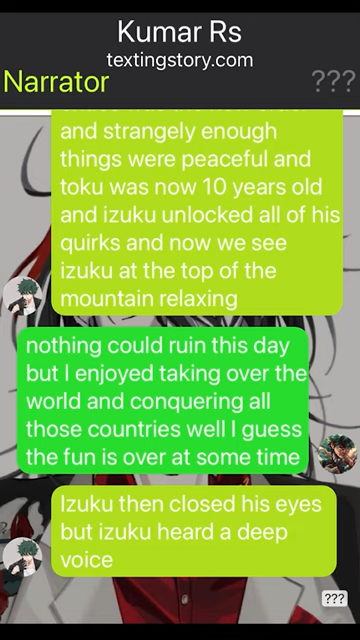 Kumar Rs
textingstory.com
Narrator
???
and strangely enough
things were peaceful and
toku was now 10 years old
and izuku unlocked all of his
quirks and now we see
izuku at the top of the
mountain relaxing
nothing could ruin this day
but I enjoyed taking over the
world and conquering all
those countries well I guess
the fun is over at some time
Izuku then closed his eyes
but izuku heard a deep
voice
???